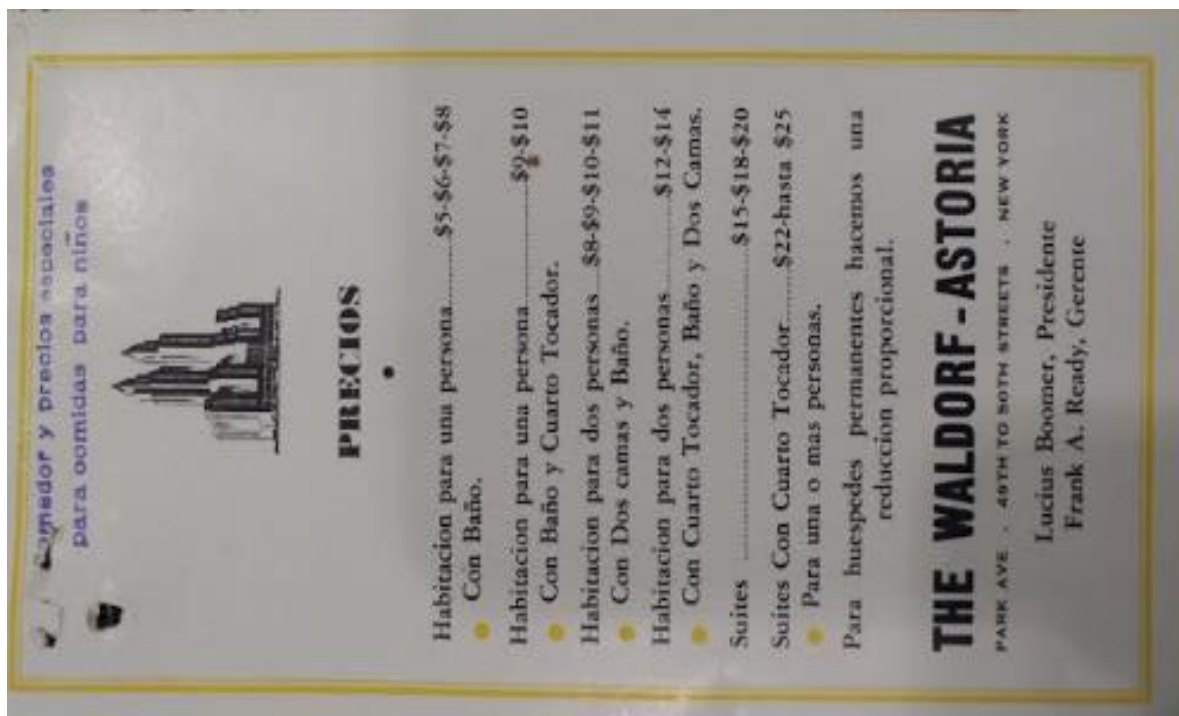 comedor y precios especiales
para comidas para niños
PRECIOS
Habitacion para una persona........$5-$6-$7-$8
Con Baño.
Habitacion para una persona................$9-$10
Con Baño y Cuarto Tocador.
Habitacion para dos personas...$8-$9-$10-$11
Con Dos camas y Baño.
Habitacion para dos personas..............$12-$14
Con Cuarto Tocador, Baño y Dos Camas.
Suites ................................................$15-$18-$20
Suites Con Cuarto Tocador........$22-hasta $25
Para una o mas personas.
Para huespedes permanentes hacemos una
reduccion proporcional.
THE WALDORF-ASTORIA
PARK AVE . 49TH TO 50TH STREETS . NEW YORK
Lucius Boomer, Presidente
Frank A. Ready, Gerente